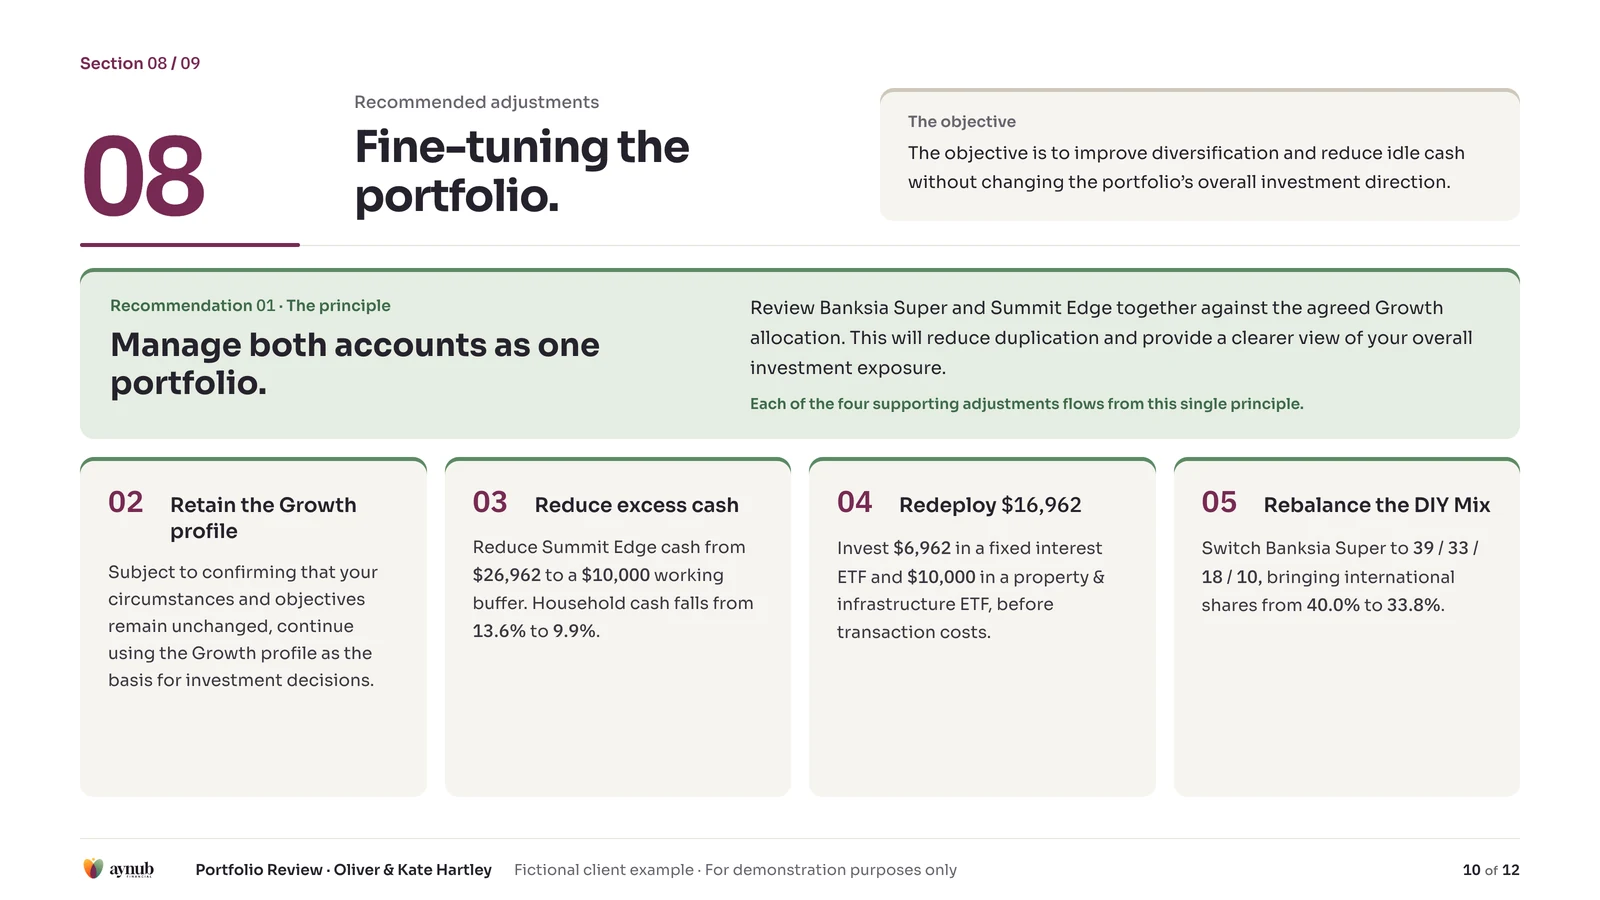 Section 08 / 09
08
Recommended adjustments
Fine-tuning the
portfolio.
The objective
The objective is to improve diversification and reduce idle cash
without changing the portfolio’s overall investment direction.
Recommendation 01 · The principle
Manage both accounts as one
portfolio.
Review Banksia Super and Summit Edge together against the agreed Growth
allocation. This will reduce duplication and provide a clearer view of your overall
investment exposure.
Each of the four supporting adjustments flows from this single principle.
02 Retain the Growth
profile
Subject to confirming that your
circumstances and objectives
remain unchanged, continue
using the Growth profile as the
basis for investment decisions.
03 Reduce excess cash
Reduce Summit Edge cash from
$26,962 to a $10,000 working
buffer. Household cash falls from
13.6% to 9.9%.
04 Redeploy $16,962
Invest $6,962 in a fixed interest
ETF and $10,000 in a property &
infrastructure ETF, before
transaction costs.
05 Rebalance the DIY Mix
Switch Banksia Super to 39 / 33 /
18 / 10, bringing international
shares from 40.0% to 33.8%.
aynub
FINANCIAL
Portfolio Review · Oliver & Kate Hartley
Fictional client example · For demonstration purposes only
10 of 12